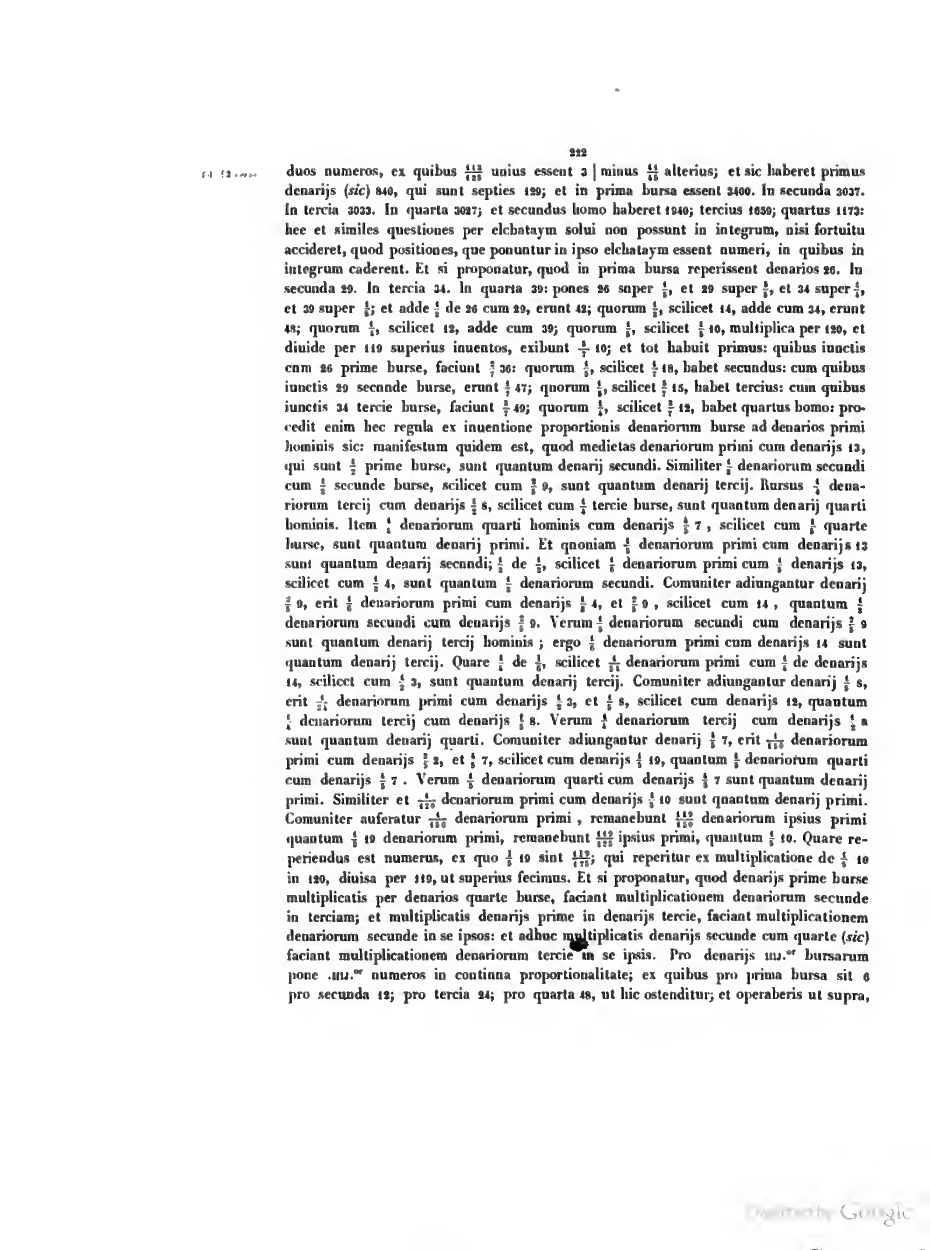 222
duos numeros, ex quibus 113/128 unius essent 3 | minus 11/46 alterius; et sic haberet primus
denarijs (sic) 840, qui sunt septies 129; et in prima bursa essent 3400. In secunda 3037.
In tercia 3033. In quarta 3027; et secundus homo haberet 1940; tercius 1659; quartus 1173:
hee et similes questiones per elchataym solui non possunt in integrum, nisi fortuitu
accideret, quod positiones, que ponuntur in ipso elchataym essent numeri, in quibus in
integrum caderent. Et si proponatur, quod in prima bursa reperissent denarios 26. In
secunda 29. In tercia 34. In quarta 39: pones 26 super 1/2, et 29 super 1/3, et 34 super 1/4,
et 39 super 1/5; et adde 1/2 de 26 cum 29, erunt 42; quorum 1/3, scilicet 14, adde cum 34, erunt
48; quorum 1/4, scilicet 12, adde cum 39; quorum 1/5, scilicet 1/5 10, multiplica per 120, et
diuide per 119 superius inuentos, exibunt 2/7 10; et tot habuit primus: quibus iunctis
cum 26 prime burse, faciunt 2/7 36: quorum 1/2, scilicet 1/7 18, habet secundus: cum quibus
iunctis 29 secunde burse, erunt 1/7 47; quorum 1/3, scilicet 5/7 15, habet tercius: cum quibus
iunctis 34 tercie burse, faciunt 5/7 49; quorum 1/4, scilicet 3/7 12, habet quartus homo: pro-
cedit enim hec regula ex inuentione proportionis denariorum burse ad denarios primi
hominis sic: manifestum quidem est, quod medietas denariorum primi cum denarijs 13,
qui sunt 1/2 prime burse, sunt quantum denarij secundi. Similiter 1/3 denariorum secundi
cum 1/3 secunde burse, scilicet cum 2/3 9, sunt quantum denarij tercij. Rursus 1/4 dena-
riorum tercij cum denarijs 1/2 8, scilicet cum 1/4 tercie burse, sunt quantum denarij quarti
hominis. Item 1/5 denariorum quarti hominis cum denarijs 4/5 7, scilicet cum 1/5 quarte
burse, sunt quantum denarij primi. Et quoniam 1/2 denariorum primi cum denarijs 13
sunt quantum denarij secundi; 1/3 de 1/2, scilicet 1/6 denariorum primi cum 1/3 denarijs 13,
scilicet cum 1/3 4, sunt quantum 1/3 denariorum secundi. Comuniter adiungantur denarij
2/3 9, erit 1/6 denariorum primi cum denarijs 1/3 4, et 2/3 9, scilicet cum 14, quantum 1/3
denariorum secundi cum denarijs 2/3 9. Verum 1/3 denariorum secundi cum denarijs 2/3 9
sunt quantum denarij tercij hominis; ergo 1/6 denariorum primi cum denarijs 14 sunt
quantum denarij tercij. Quare 1/4 de 1/6, scilicet 1/24 denariorum primi cum 1/4 de denarijs
14, scilicet cum 1/2 3, sunt quantum denarij tercij. Comuniter adiungantur denarij 1/2 8,
erit 1/24 denariorum primi cum denarijs 1/2 3, et 1/2 8, scilicet cum denarijs 12, quantum
1/4 denariorum tercij cum denarijs 1/2 8. Verum 1/4 denariorum tercij cum denarijs 1/2 8
sunt quantum denarij quarti. Comuniter adiungantur denarij 4/5 7, erit 1/120 denariorum
primi cum denarijs 2/5 2, et 4/5 7, scilicet cum denarijs 1/5 10, quantum 1/5 denariorum quarti
cum denarijs 4/5 7. Verum 1/5 denariorum quarti cum denarijs 4/5 7 sunt quantum denarij
primi. Similiter et 1/120 denariorum primi cum denarijs 1/5 10 sunt quantum denarij primi.
Comuniter auferatur 1/120 denariorum primi, remanebunt 119/120 denariorum ipsius primi
quantum 1/5 10 denariorum primi, remanebunt 119/120 ipsius primi, quantum 1/5 10. Quare re-
periendus est numerus, ex quo 1/5 10 sint 119/120; qui reperitur ex multiplicatione de 1/5 10
in 120, diuisa per 119, ut superius fecimus. Et si proponatur, quod denarijs prime burse
multiplicatis per denarios quarte burse, faciant multiplicationem denariorum secunde
in terciam; et multiplicatis denarijs prime in denarijs tercie, faciant multiplicationem
denariorum secunde in se ipsos: et adhuc multiplicatis denarijs secunde cum quarte (sic)
faciant multiplicationem denariorum tercie in se ipsis. Pro denarijs IIIJ.or bursarum
pone .IIIJ.or numeros in continua proportionalitate; ex quibus pro prima bursa sit 6
pro secunda 12; pro tercia 24; pro quarta 48, ut hic ostenditur; et operaberis ut supra,
Digitized by Google